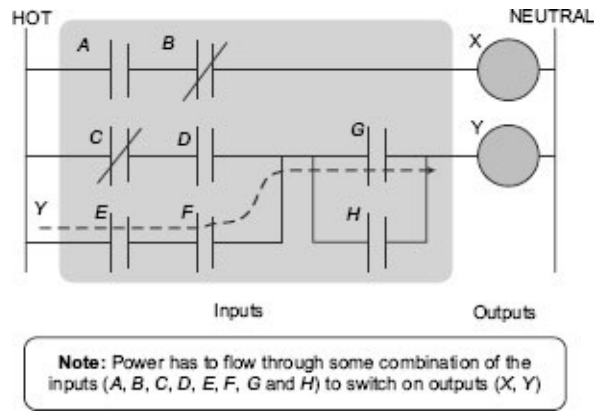 HOT
NEUTRAL
A
B
X
C
D
G
Y
Y
E
F
H
Inputs
Outputs
Note: Power has to flow through some combination of the
inputs (A, B, C, D, E, F, G and H) to switch on outputs (X, Y)